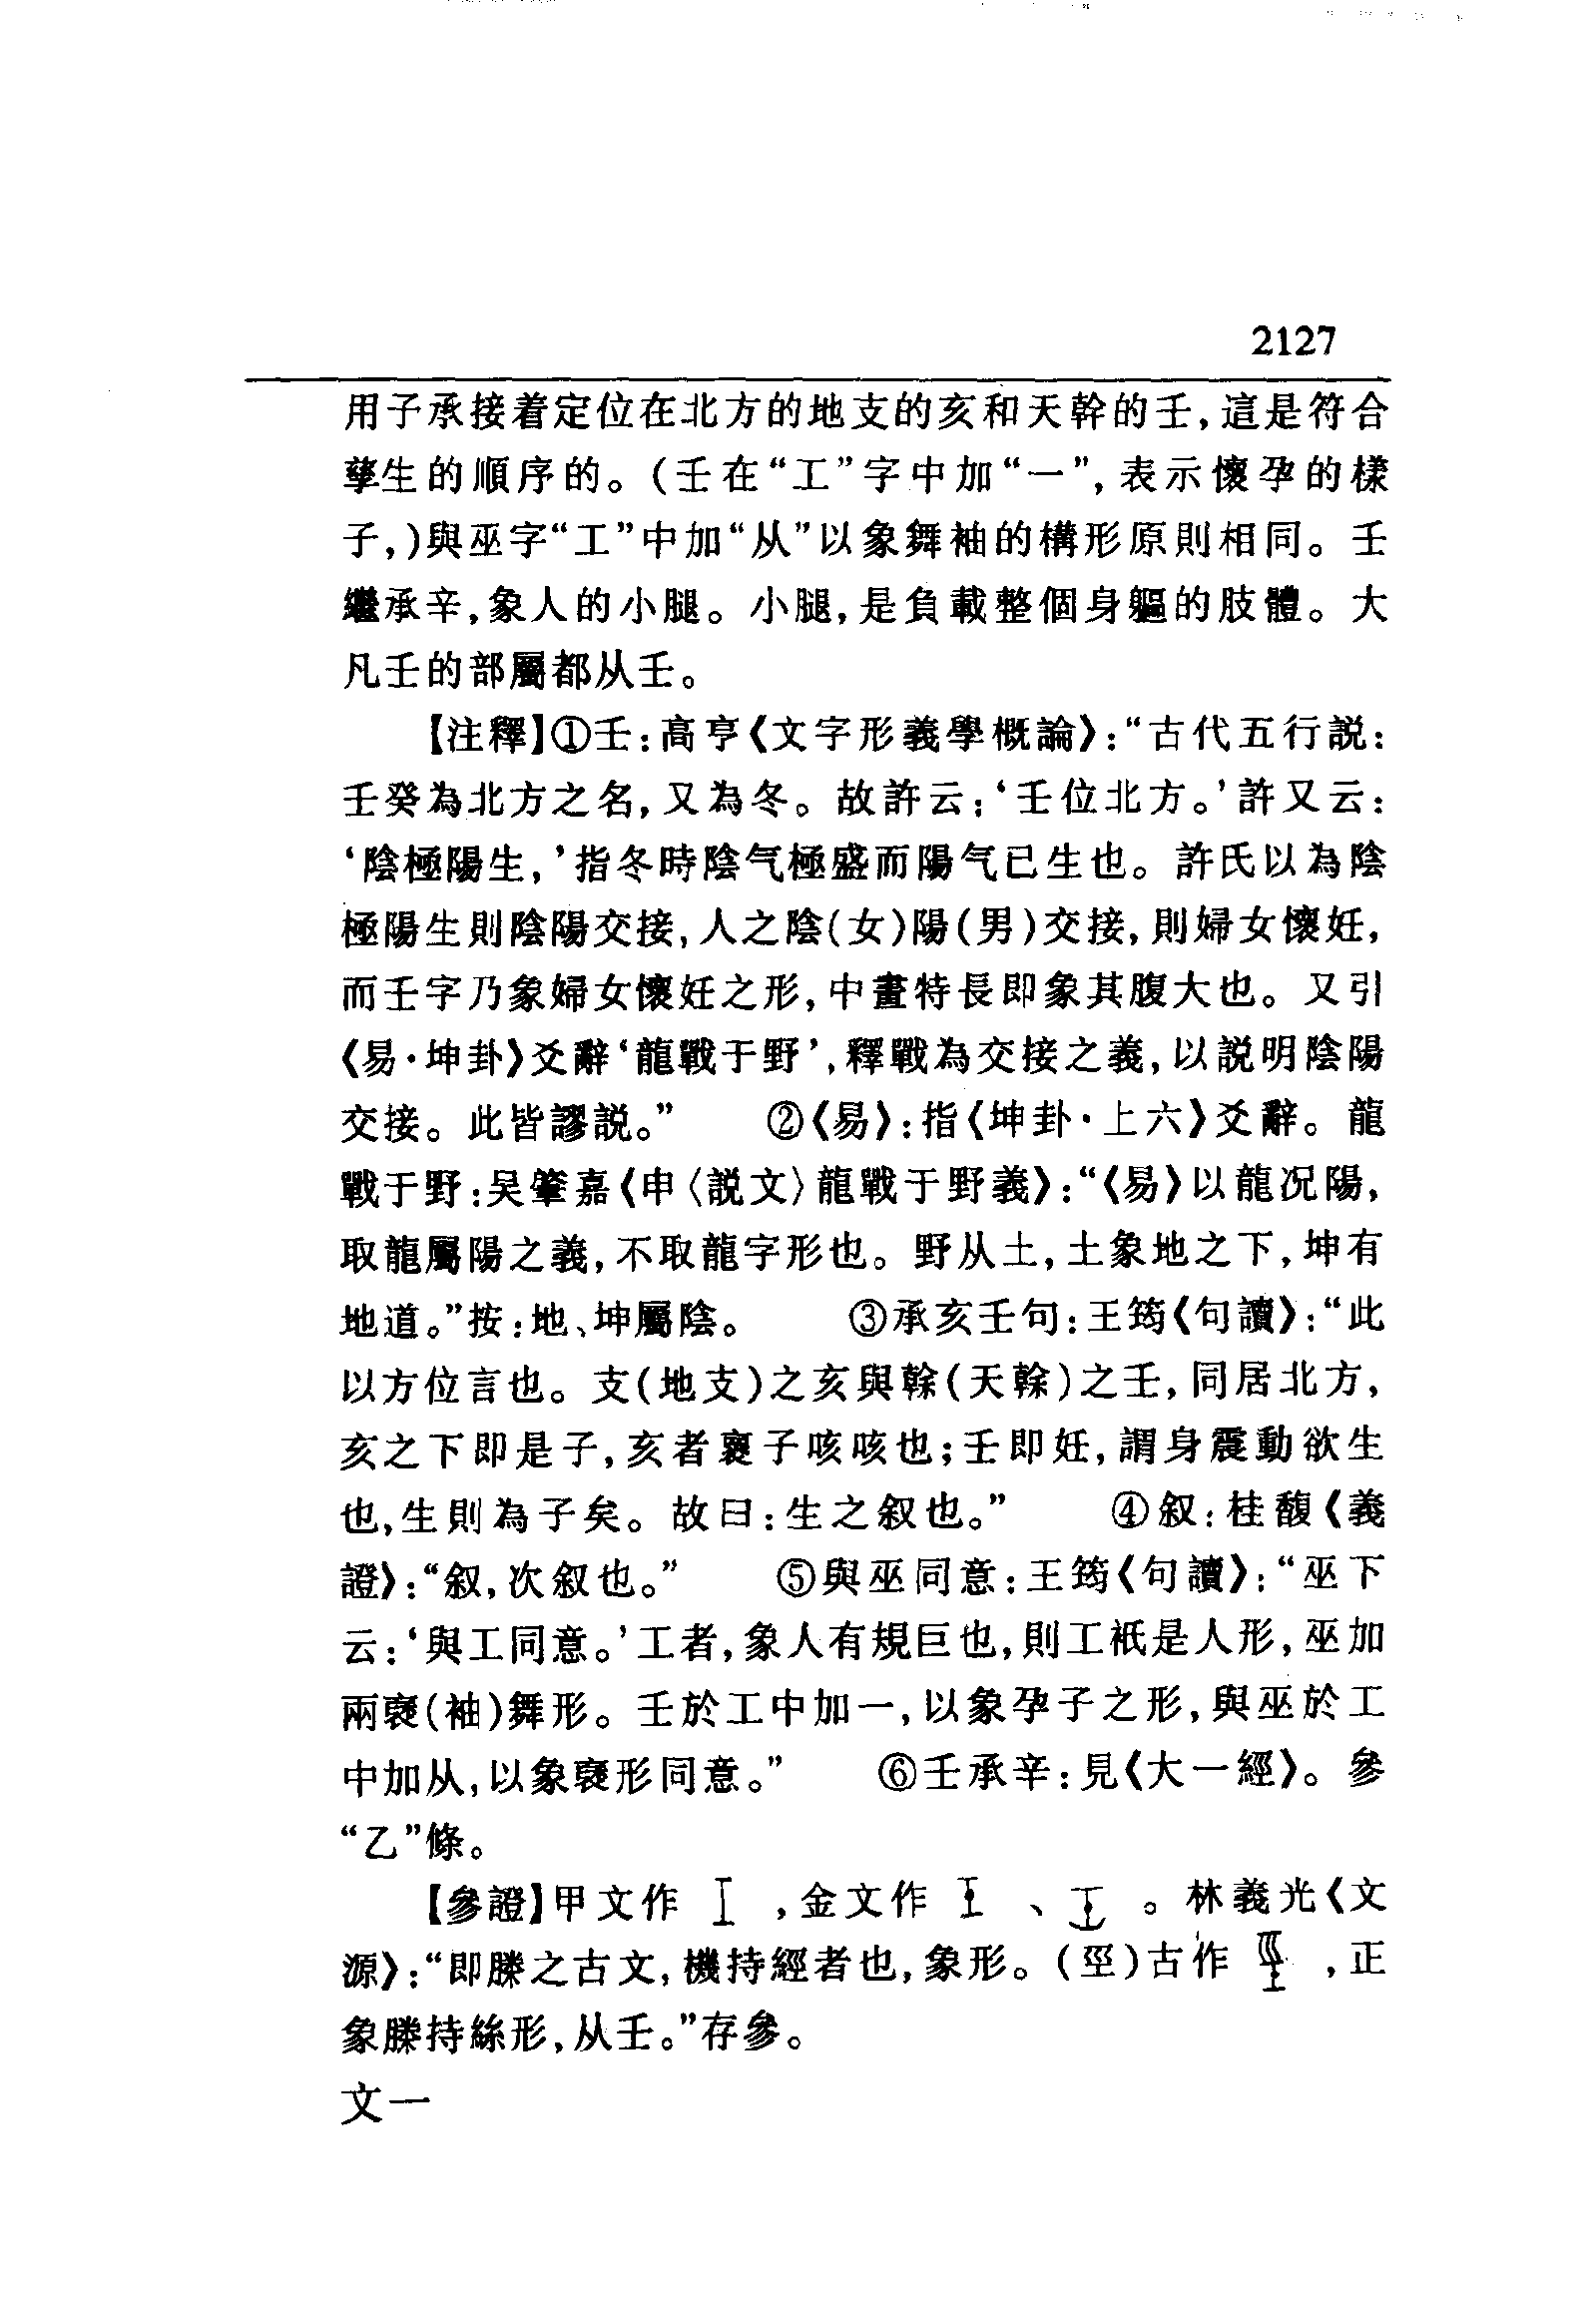 2127
用子承接着定位在北方的地支的亥和天幹的壬,這是符合
孳生的順序的。(壬在“工”字中加“一”,表示懷孕的樣
子,)與巫字“工”中加“从”以象舞袖的構形原則相同。壬
繼承辛,象人的小腿。小腿,是負載整個身軀的肢體。大
凡壬的部屬都从壬。
【注釋】①壬:高亨《文字形義學概論》:“古代五行説:
壬癸為北方之名,又為冬。故許云:‘壬位北方。’許又云:
‘陰極陽生,’指冬時陰气極盛而陽气已生也。許氏以為陰
極陽生則陰陽交接,人之陰(女)陽(男)交接,則婦女懷妊,
而壬字乃象婦女懷妊之形,中畫特長即象其腹大也。又引
《易·坤卦》爻辭‘龍戰于野’,釋戰為交接之義,以説明陰陽
交接。此皆謬説。” ②《易》:指《坤卦·上六》爻辭。龍
戰于野:吴肇嘉《申〈説文〉龍戰于野義》:“《易》以龍况陽,
取龍屬陽之義,不取龍字形也。野从土,土象地之下,坤有
地道。”按:地、坤屬陰。 ③承亥壬句:王筠《句讀》:“此
以方位言也。支(地支)之亥與榦(天榦)之壬,同居北方,
亥之下即是子,亥者褱子咳咳也;壬即妊,謂身震動欲生
也,生則為子矣。故曰:生之叙也。” ④叙:桂馥《義
證》:“叙,次叙也。” ⑤與巫同意:王筠《句讀》:“巫下
云:‘與工同意。’工者,象人有規巨也,則工衹是人形,巫加
兩褎(袖)舞形。壬於工中加一,以象孕子之形,與巫於工
中加从,以象褎形同意。” ⑥壬承辛:見《大一經》。參
“乙”條。
【參證】甲文作 ,金文作 、 。林義光《文
源》:“即滕之古文,機持經者也,象形。(巠)古作 ,正
象滕持絲形,从壬。”存參。
文一